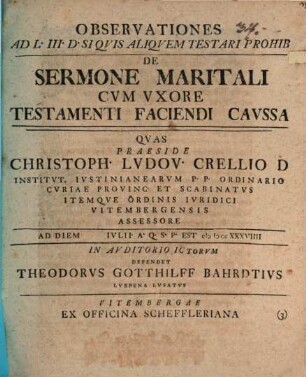 OBSERVATIONES
AD L· III· D· SI QVIS ALIQVEM TESTARI PROHIB
DE
SERMONE MARITALI
CVM VXORE
TESTAMENTI FACIENDI CAVSSA
QVAS
PRAESIDE
CHRISTOPH· LVDOV· CRELLIO D
INSTITVT. IVSTINIANEARVM P· P· ORDINARIO
CVRIAE PROVINC· ET SCABINATVS
ITEMQVE ORDINIS IVRIDICI
VITEMBERGENSIS
ASSESSORE
AD DIEM IVLII· A· Q· S· P· EST XXXVIIII
IN AVDITORIO ICTORVM
DEFENDET
THEODORVS GOTTHILFF BAHRDTIVS
LVBBENA LVSATVS
VITEMBERGAE
EX OFFICINA SCHEFFLERIANA